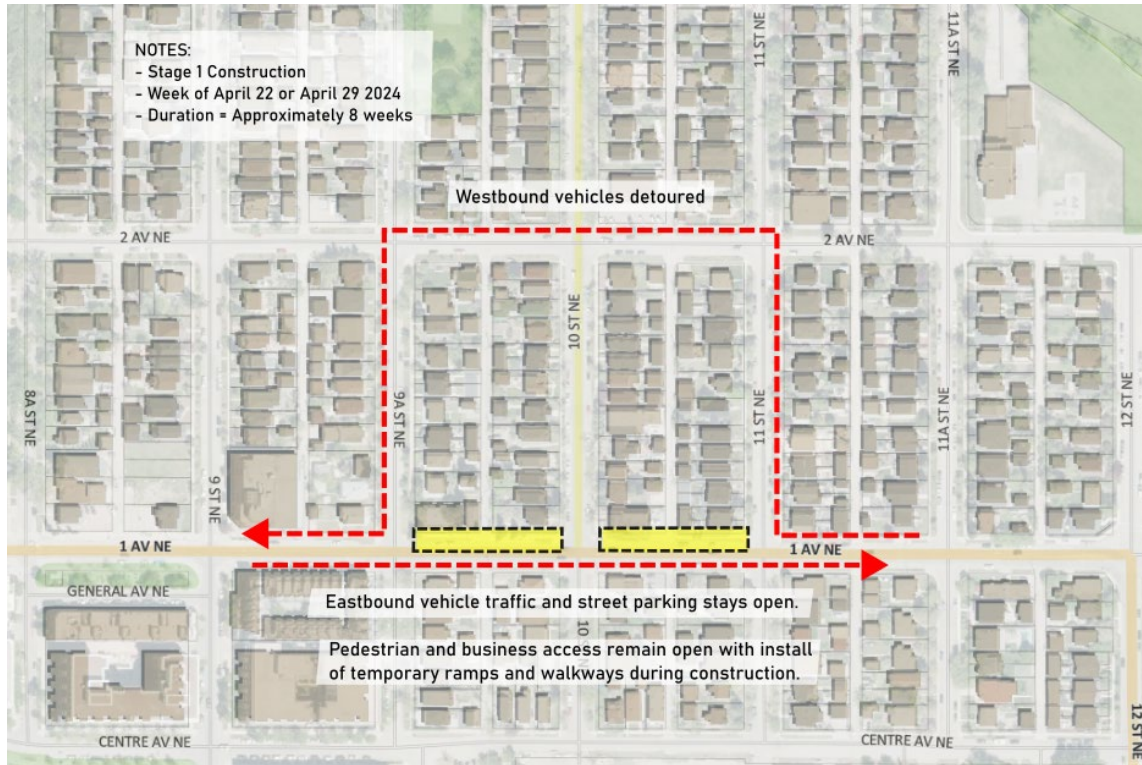 NOTES:
- Stage 1 Construction
- Week of April 22 or April 29 2024
- Duration = Approximately 8 weeks
11 ST NE
11A ST NE
Westbound vehicles detoured
2 AV NE
2 AV NE
10 ST NE
8A ST NE
9A ST NE
11 ST NE
11A ST NE
12 ST NE
9 ST NE
1 AV NE
1 AV NE
GENERAL AV NE
Eastbound vehicle traffic and street parking stays open.
10 S
Pedestrian and business access remain open with install
of temporary ramps and walkways during construction.
CENTRE AV NE
CENTRE AV NE
12 ST NE